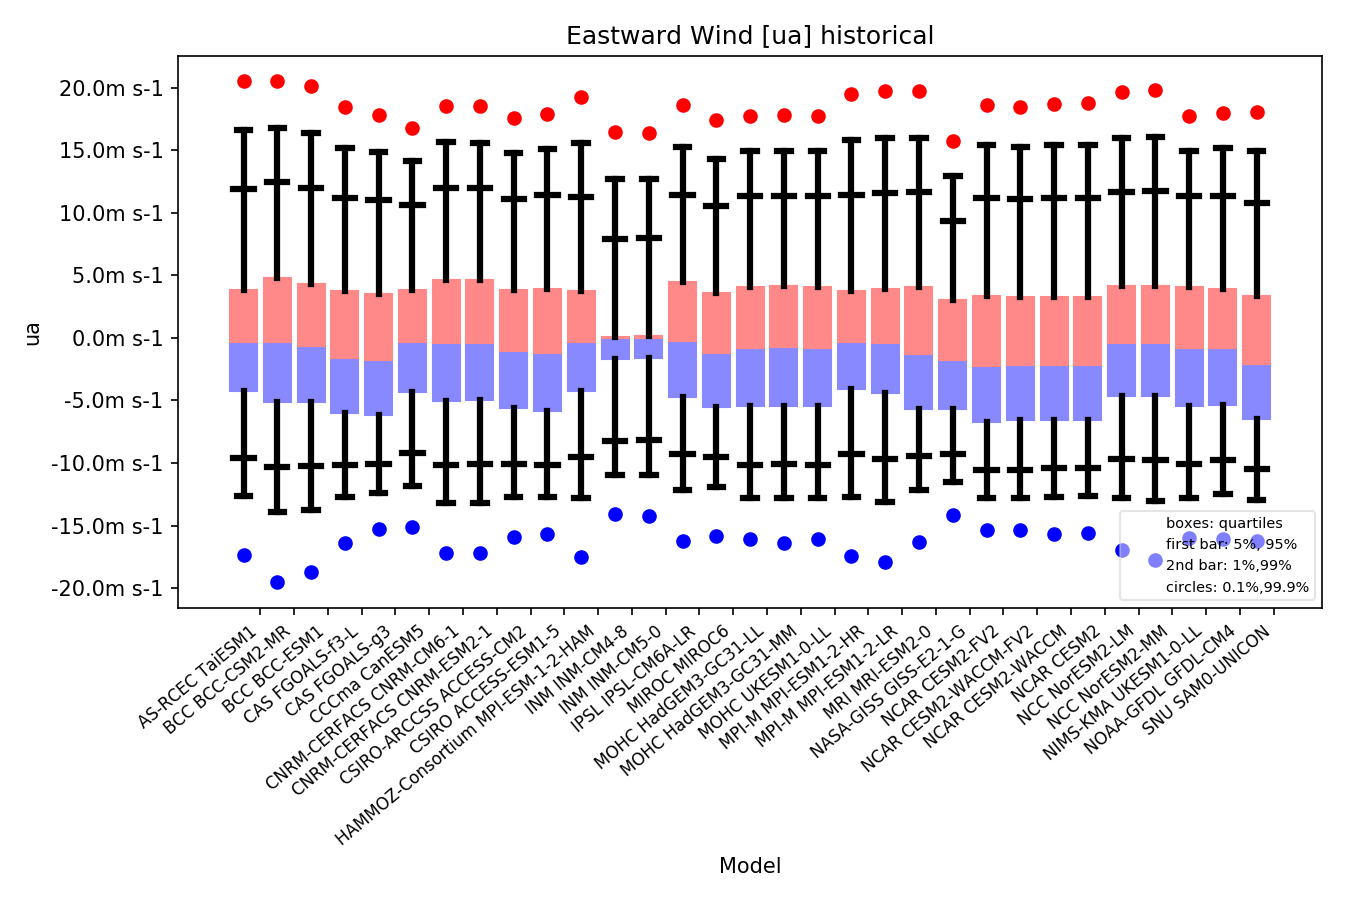 Eastward Wind [ua] historical
ua
20.0m s-1
15.0m s-1
10.0m s-1
5.0m s-1
0.0m s-1
-5.0m s-1
-10.0m s-1
-15.0m s-1
-20.0m s-1
boxes: quartiles
first bar: 5%, 95%
2nd bar: 1%,99%
circles: 0.1%,99.9%
AS-RCEC TaiESM1
BCC BCC-CSM2-MR
BCC BCC-ESM1
CAS FGOALS-f3-L
CAS FGOALS-g3
CCCma CanESM5
CNRM-CERFACS CNRM-CM6-1
CNRM-CERFACS CNRM-ESM2-1
CSIRO-ARCCSS ACCESS-CM2
CSIRO ACCESS-ESM1-5
HAMMOZ-Consortium MPI-ESM-1-2-HAM
INM INM-CM4-8
INM INM-CM5-0
IPSL IPSL-CM6A-LR
MIROC MIROC6
MOHC HadGEM3-GC31-LL
MOHC HadGEM3-GC31-MM
MOHC UKESM1-0-LL
MPI-M MPI-ESM1-2-HR
MPI-M MPI-ESM1-2-LR
MRI MRI-ESM2-0
NASA-GISS GISS-E2-1-G
NCAR CESM2-FV2
NCAR CESM2-WACCM-FV2
NCAR CESM2-WACCM
NCAR CESM2
NCC NorESM2-LM
NCC NorESM2-MM
NIMS-KMA UKESM1-0-LL
NOAA-GFDL GFDL-CM4
SNU SAM0-UNICON
Model